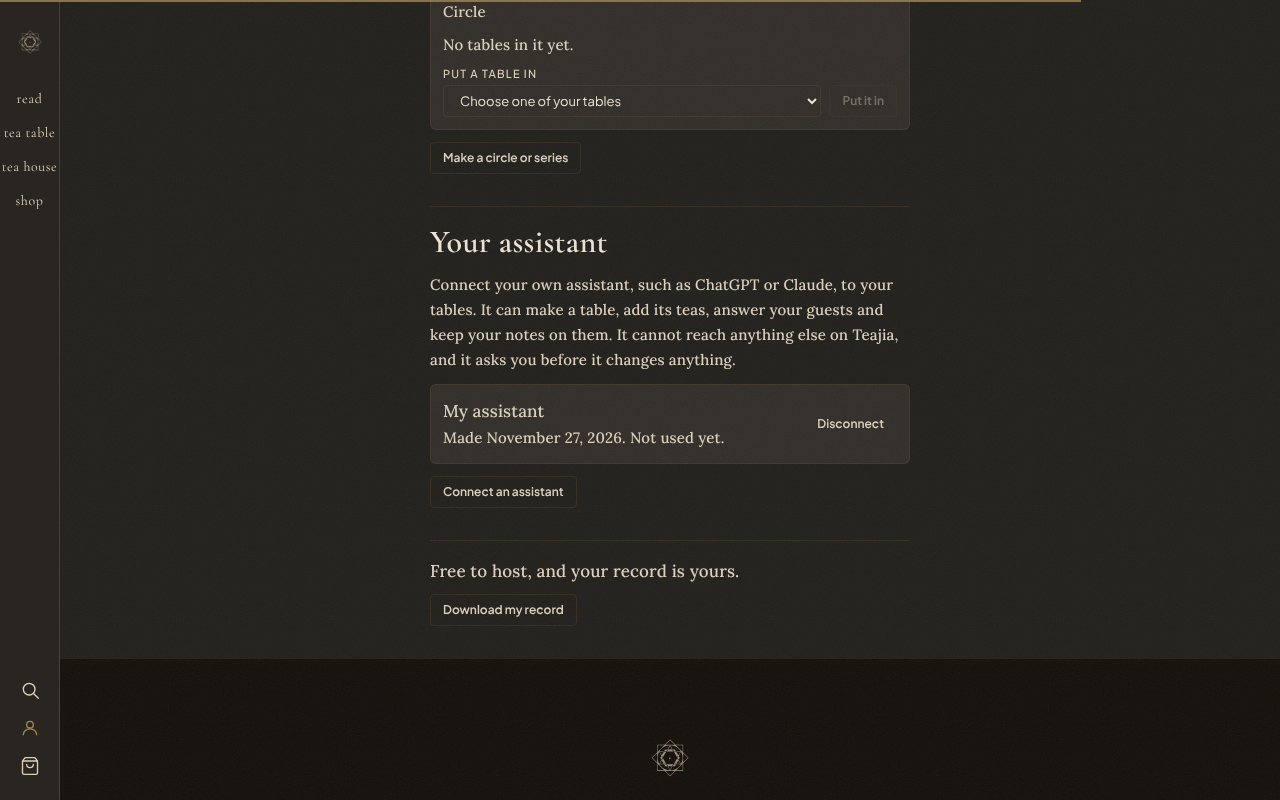 read
tea table
tea house
shop
Circle
No tables in it yet.
PUT A TABLE IN
Choose one of your tables
Put it in
Make a circle or series
Your assistant
Connect your own assistant, such as ChatGPT or Claude, to your
tables. It can make a table, add its teas, answer your guests and
keep your notes on them. It cannot reach anything else on Teajia,
and it asks you before it changes anything.
My assistant
Made November 27, 2026. Not used yet.
Disconnect
Connect an assistant
Free to host, and your record is yours.
Download my record